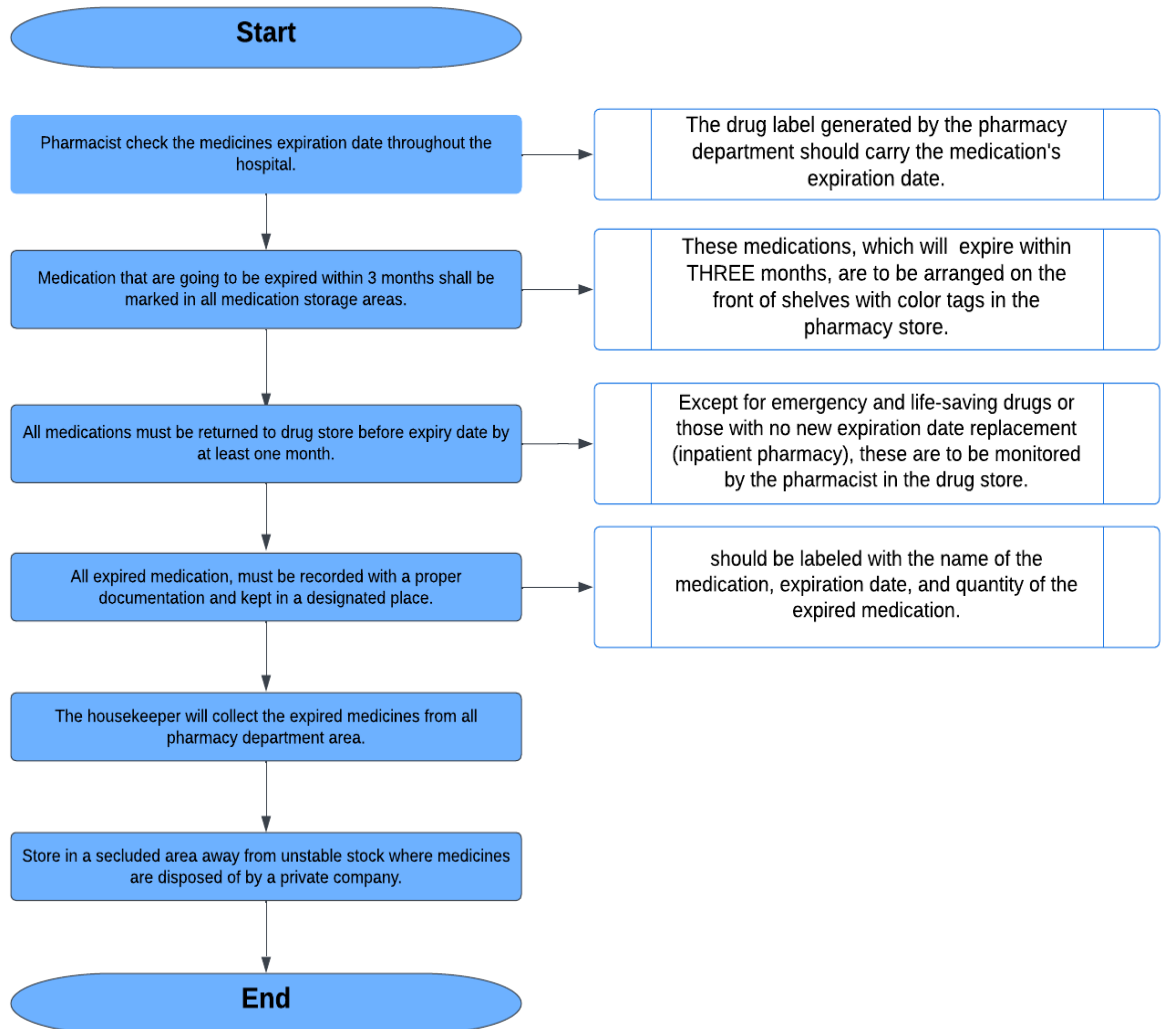 Start
Pharmacist check the medicines expiration date throughout the
hospital.
The drug label generated by the pharmacy
department should carry the medication's
expiration date.
Medication that are going to be expired within 3 months shall be
marked in all medication storage areas.
These medications, which will  expire within
THREE months, are to be arranged on the
front of shelves with color tags in the
pharmacy store.
All medications must be returned to drug store before expiry date by
at least one month.
Except for emergency and life-saving drugs or
those with no new expiration date replacement
(inpatient pharmacy), these are to be monitored
by the pharmacist in the drug store.
All expired medication, must be recorded with a proper
documentation and kept in a designated place.
should be labeled with the name of the
medication, expiration date, and quantity of the
expired medication.
The housekeeper will collect the expired medicines from all
pharmacy department area.
Store in a secluded area away from unstable stock where medicines
are disposed of by a private company.
End